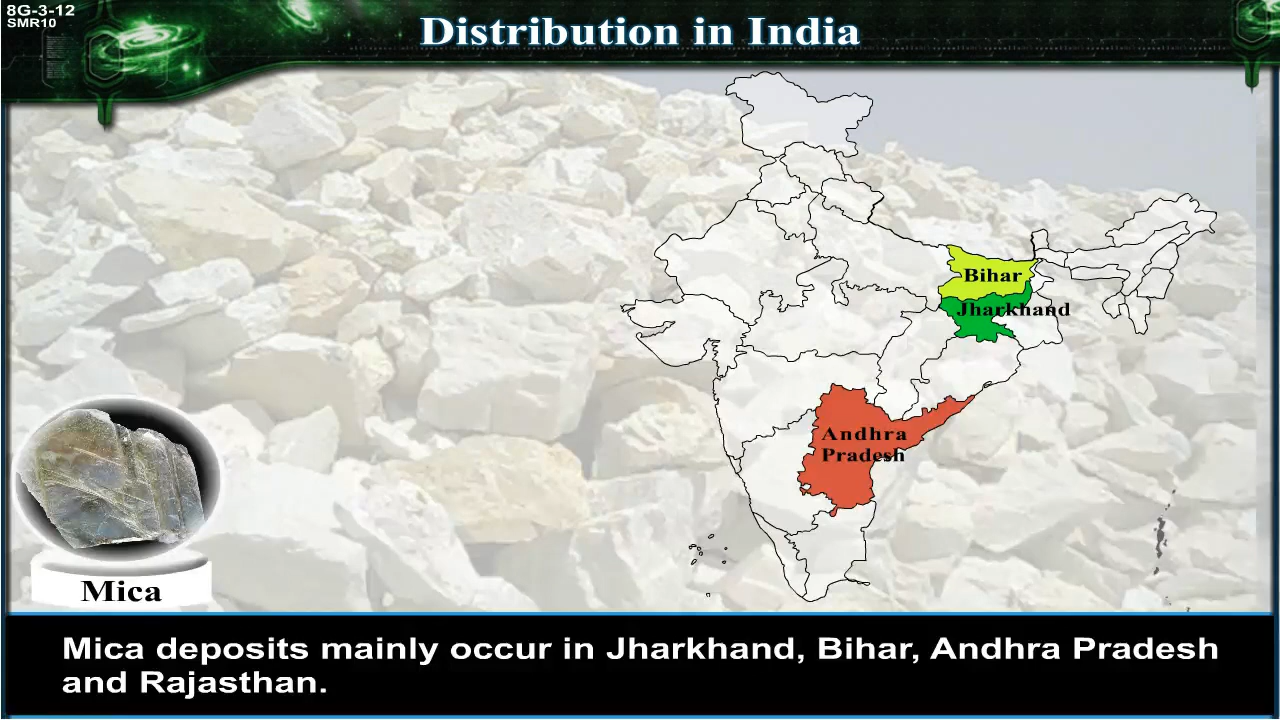 8G-3-12
SMR10
Distribution in India
Bihar
Jharkhand
Andhra
Pradesh
Mica
Mica deposits mainly occur in Jharkhand, Bihar, Andhra Pradesh
and Rajasthan.